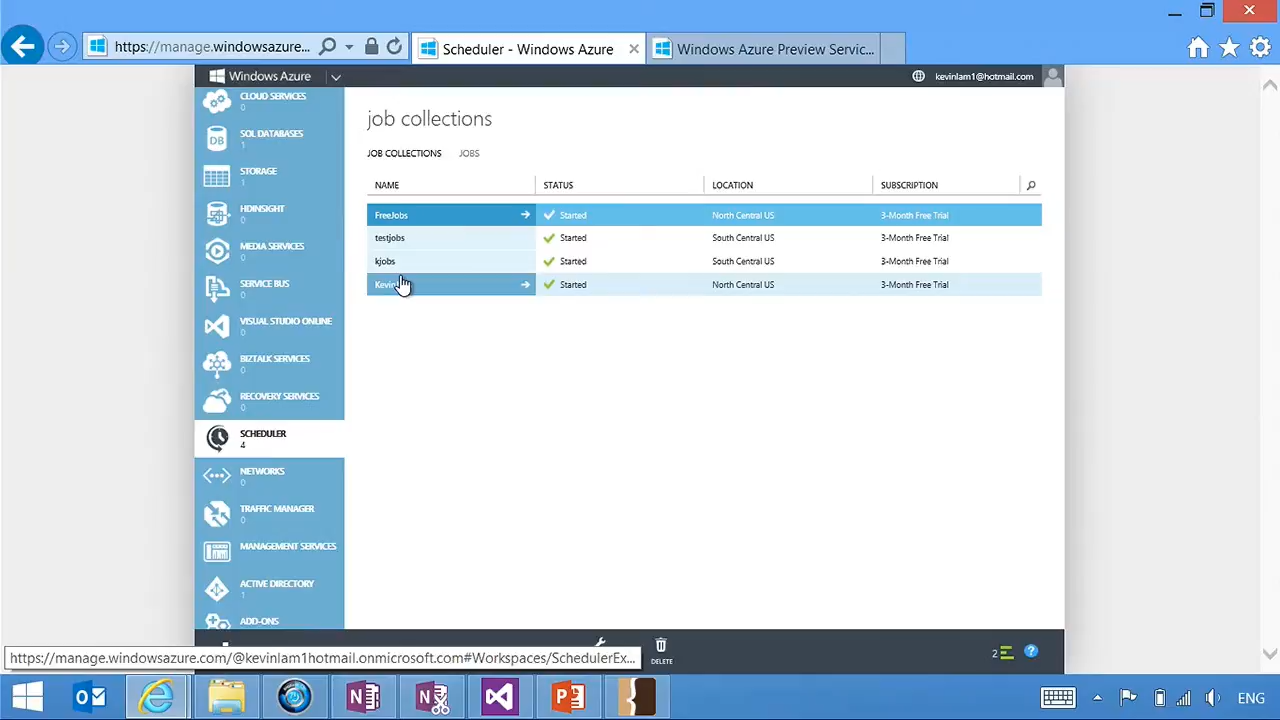 https://manage.windowsazure...
Scheduler - Windows Azure
Windows Azure Preview Servic...
Windows Azure
kevinlam1@hotmail.com
CLOUD SERVICES
0
SQL DATABASES
1
STORAGE
1
HDINSIGHT
0
MEDIA SERVICES
0
SERVICE BUS
0
VISUAL STUDIO ONLINE
0
BIZTALK SERVICES
0
RECOVERY SERVICES
0
SCHEDULER
4
NETWORKS
0
TRAFFIC MANAGER
0
MANAGEMENT SERVICES
ACTIVE DIRECTORY
1
ADD-ONS
job collections
JOB COLLECTIONS JOBS
NAME STATUS LOCATION SUBSCRIPTION
FreeJobs Started North Central US 3-Month Free Trial
testjobs Started South Central US 3-Month Free Trial
kjobs Started South Central US 3-Month Free Trial
Started North Central US 3-Month Free Trial
DELETE
2
https://manage.windowsazure.com/@kevinlam1hotmail.onmicrosoft.com#Workspaces/SchedulerEx...
ENG